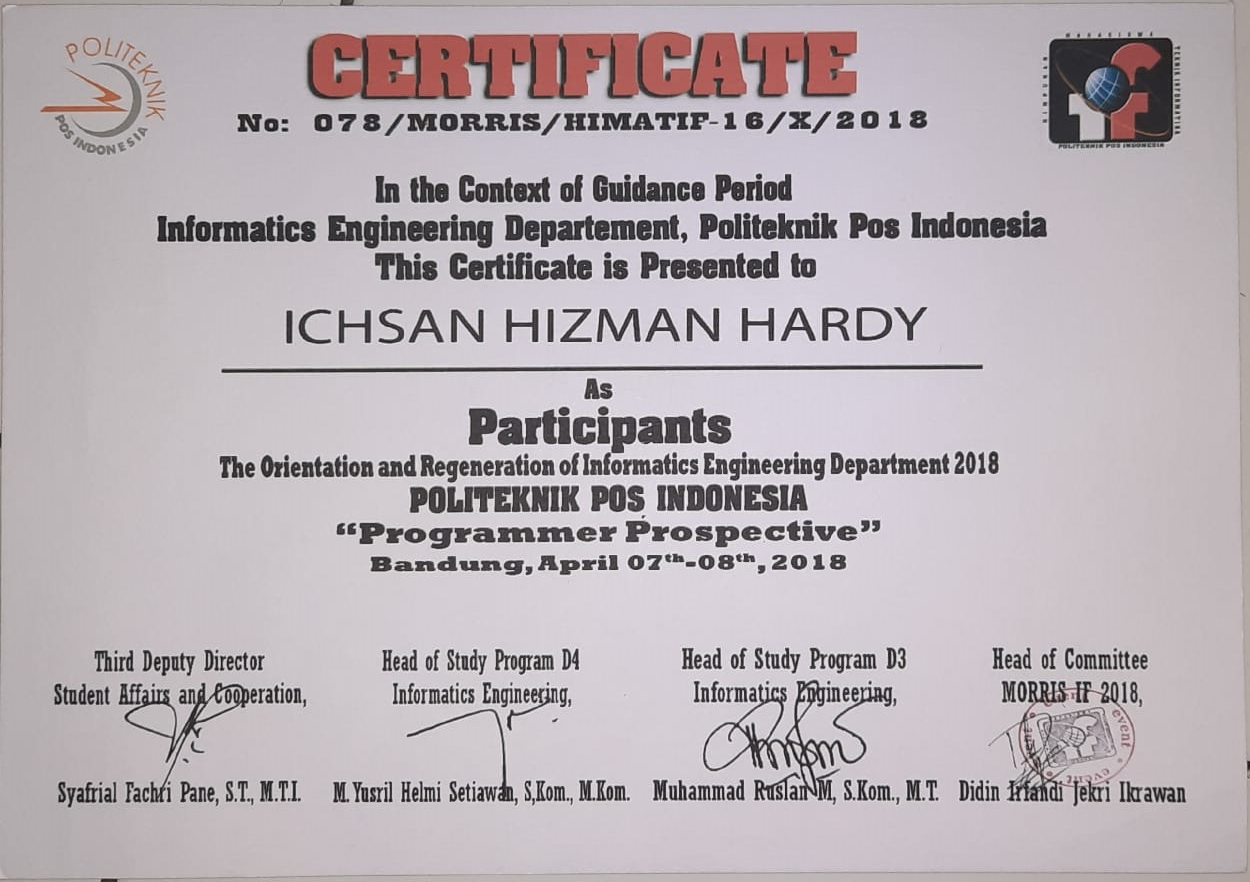 POLITEKNIK
POS INDONESIA
CERTIFICATE
No: 078/MORRIS/HIMATIF-16/X/2018
HIMPUNAN
MAHASISWA
TEKNIK INFORMATIKA
POLITEKNIK POS INDONESIA
In the Context of Guidance Period
Informatics Engineering Departement, Politeknik Pos Indonesia
This Certificate is Presented to
ICHSAN HIZMAN HARDY
As
Participants
The Orientation and Regeneration of Informatics Engineering Department 2018
POLITEKNIK POS INDONESIA
“Programmer Prospective”
Bandung, April 07th-08th, 2018
Third Deputy Director
Student Affairs and Cooperation,
Syafrial Fachri Pane, S.T., M.T.I.
Head of Study Program D4
Informatics Engineering,
M. Yusril Helmi Setiawan, S,Kom., M.Kom.
Head of Study Program D3
Informatics Engineering,
Muhammad Ruslan M, S.Kom., M.T.
Head of Committee
MORRIS IF 2018,
event
Didin Irfandi Jekri Ikrawan